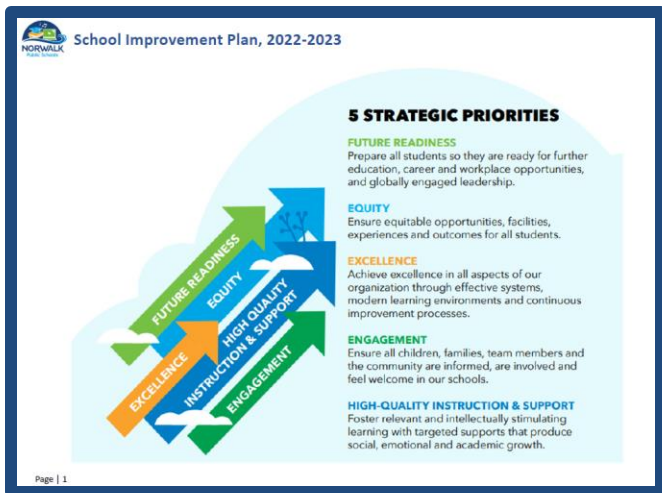 NORWALK
Public Schools
School Improvement Plan, 2022-2023
5 STRATEGIC PRIORITIES
FUTURE READINESS
Prepare all students so they are ready for further
education, career and workplace opportunities,
and globally engaged leadership.
EQUITY
Ensure equitable opportunities, facilities,
experiences and outcomes for all students.
EXCELLENCE
Achieve excellence in all aspects of our
organization through effective systems,
modern learning environments and continuous
improvement processes.
ENGAGEMENT
Ensure all children, families, team members and
the community are informed, are involved and
feel welcome in our schools.
HIGH-QUALITY INSTRUCTION & SUPPORT
Foster relevant and intellectually stimulating
learning with targeted supports that produce
social, emotional and academic growth.
FUTURE READINESS
EQUITY
HIGH QUALITY
INSTRUCTION & SUPPORT
EXCELLENCE
ENGAGEMENT
Page | 1